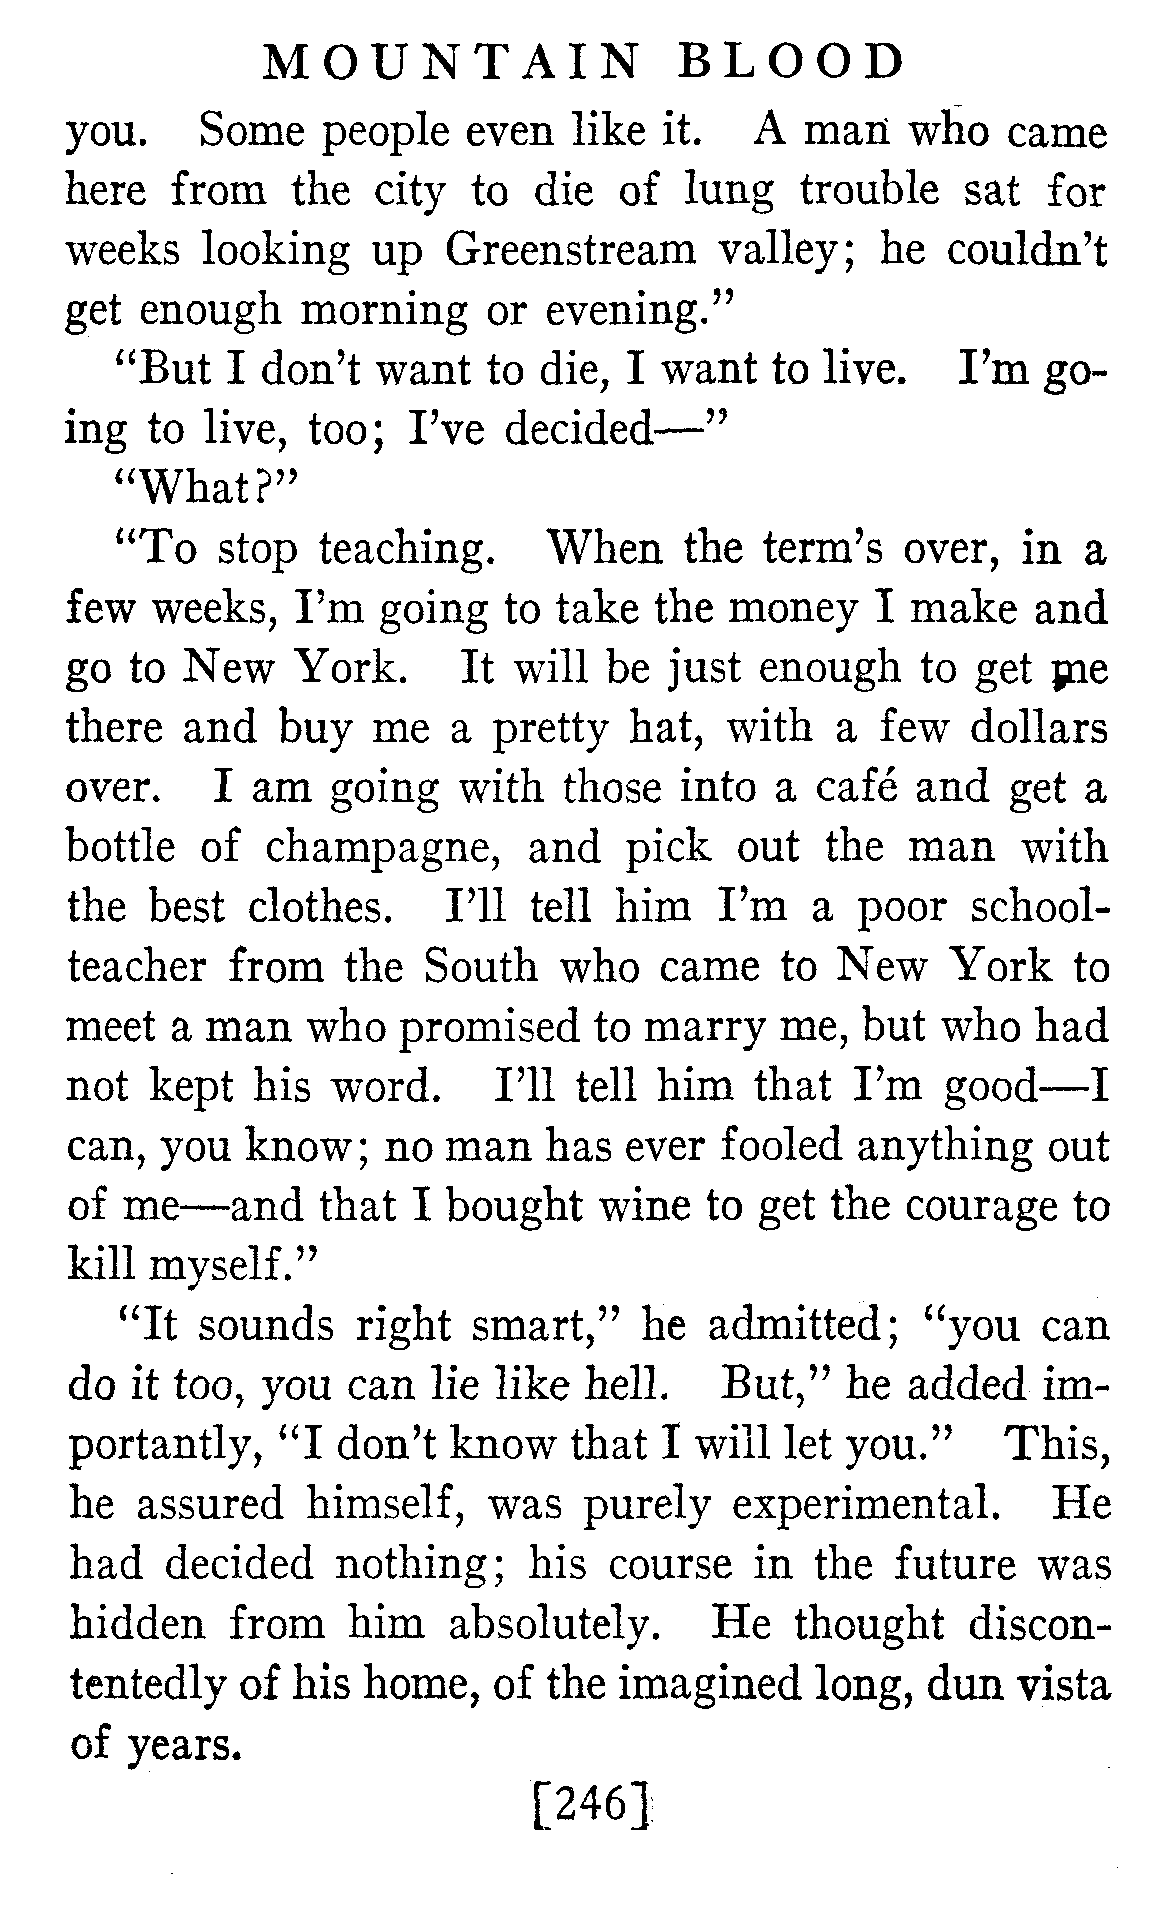 MOUNTAIN BLOOD
you. Some people even like it. A man who came
here from the city to die of lung trouble sat for
weeks looking up Greenstream valley; he couldn't
get enough morning or evening."
"But I don't want to die, I want to live. I'm go-
ing to live, too; I've decided—"
"What?"
"To stop teaching. When the term's over, in a
few weeks, I'm going to take the money I make and
go to New York. It will be just enough to get me
there and buy me a pretty hat, with a few dollars
over. I am going with those into a café and get a
bottle of champagne, and pick out the man with
the best clothes. I'll tell him I'm a poor school-
teacher from the South who came to New York to
meet a man who promised to marry me, but who had
not kept his word. I'll tell him that I'm good—I
can, you know; no man has ever fooled anything out
of me—and that I bought wine to get the courage to
kill myself."
"It sounds right smart," he admitted; "you can
do it too, you can lie like hell. But," he added im-
portantly, "I don't know that I will let you." This,
he assured himself, was purely experimental. He
had decided nothing; his course in the future was
hidden from him absolutely. He thought discon-
tentedly of his home, of the imagined long, dun vista
of years.
[246]